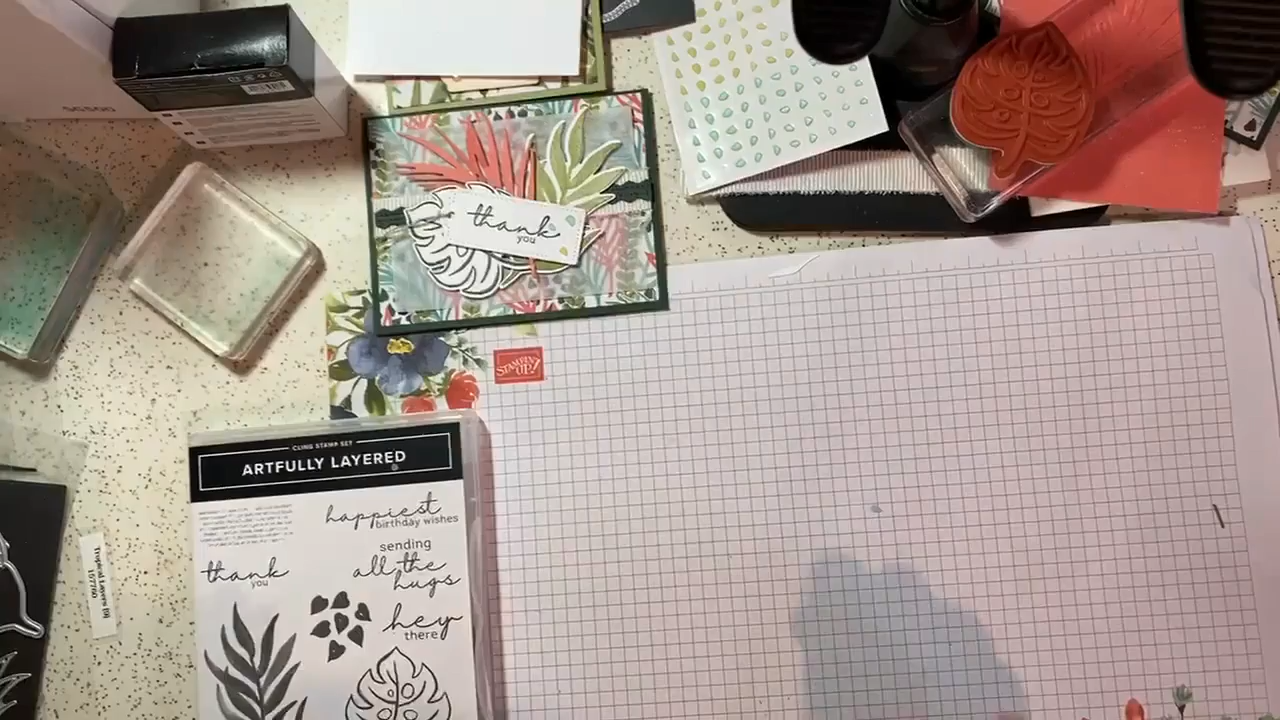 thank
you
STAMPIN'
UP!
CLING STAMP SET
ARTFULLY LAYERED
happiest
birthday wishes
sending
all the
hugs
thank
you
hey
there
Tropical Layers